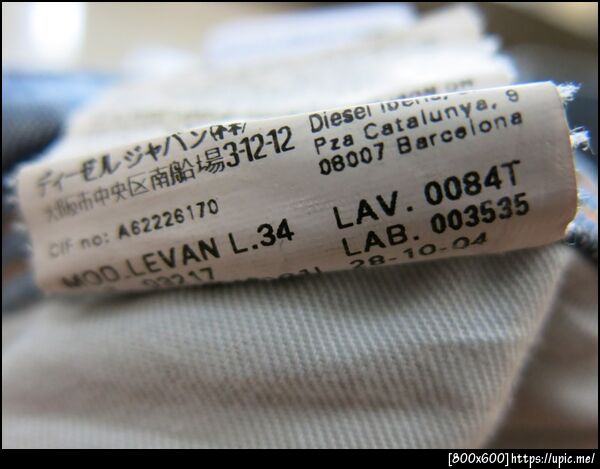 ディーゼルジャパン(株)
大阪市中央区南船場3-12-12
Diesel Iberia,
Pza Catalunya, 9
08007 Barcelona
CIF no: A62226170
MOD.LEVAN L.34
LAV. 0084T
LAB. 003535
28-10-04
[800x600]https://upic.me/